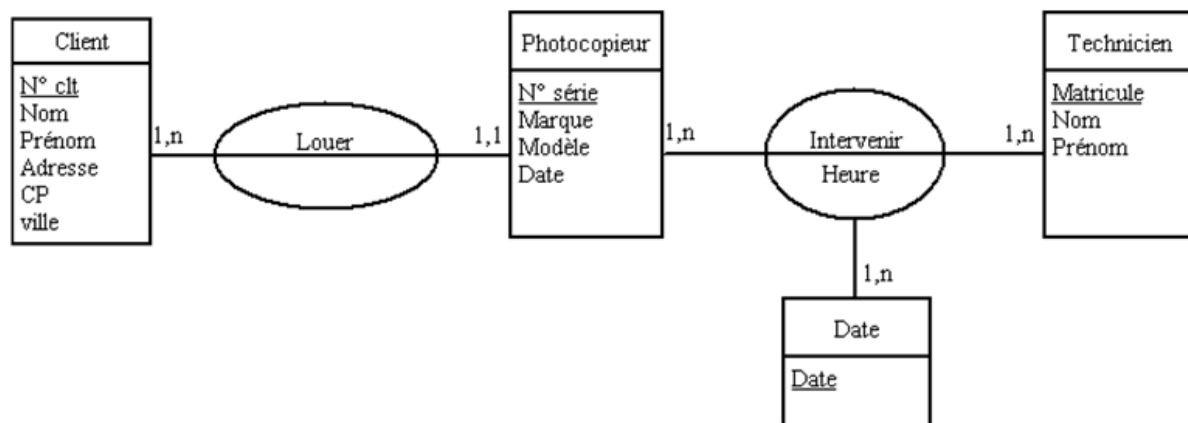 Client
N° clt
Nom
Prénom
Adresse
CP
ville
1,n
Louer
1,1
Photocopieur
N° série
Marque
Modèle
Date
1,n
Intervenir
Heure
1,n
Technicien
Matricule
Nom
Prénom
1,n
Date
Date